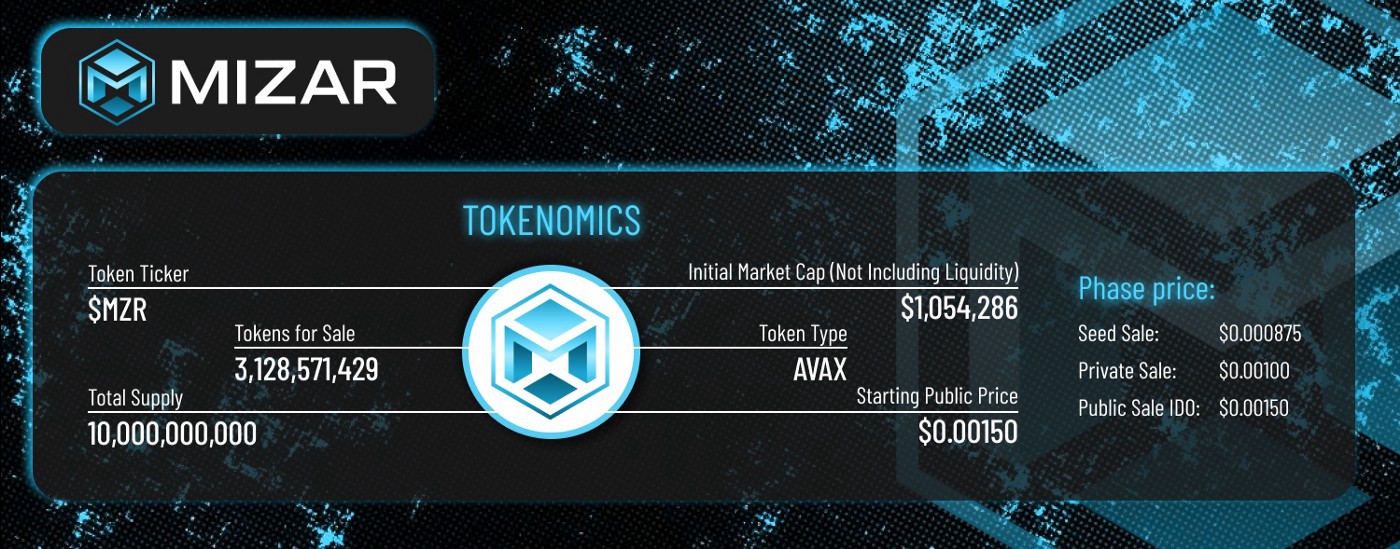 MIZAR
TOKENOMICS
Token Ticker
$MZR
Tokens for Sale
3,128,571,429
Total Supply
10,000,000,000
Initial Market Cap (Not Including Liquidity)
$1,054,286
Token Type
AVAX
Starting Public Price
$0.00150
Phase price:
Seed Sale: $0.000875
Private Sale: $0.00100
Public Sale IDO: $0.00150